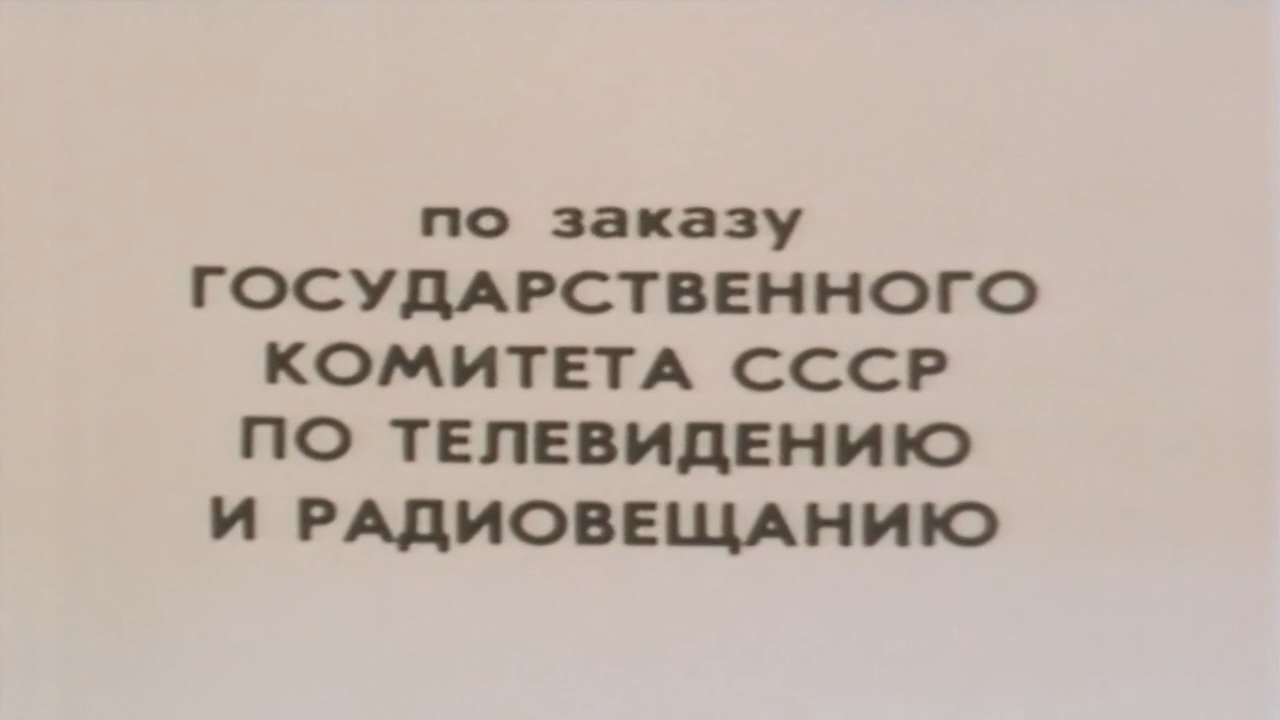 по заказу
ГОСУДАРСТВЕННОГО
КОМИТЕТА СССР
ПО ТЕЛЕВИДЕНИЮ
И РАДИОВЕЩАНИЮ